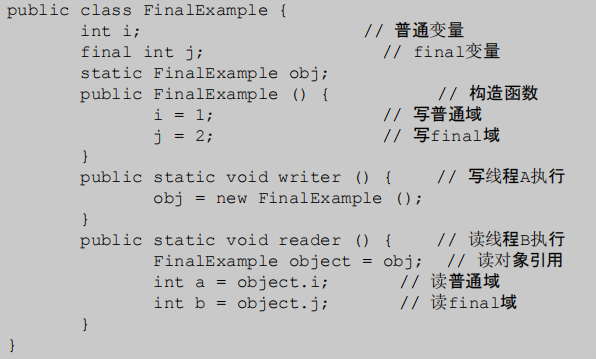 public class FinalExample {
int i; // 普通变量
final int j; // final变量
static FinalExample obj;
public FinalExample () { // 构造函数
i = 1; // 写普通域
j = 2; // 写final域
}
public static void writer () { // 写线程A执行
obj = new FinalExample ();
}
public static void reader () { // 读线程B执行
FinalExample object = obj; // 读对象引用
int a = object.i; // 读普通域
int b = object.j; // 读final域
}
}